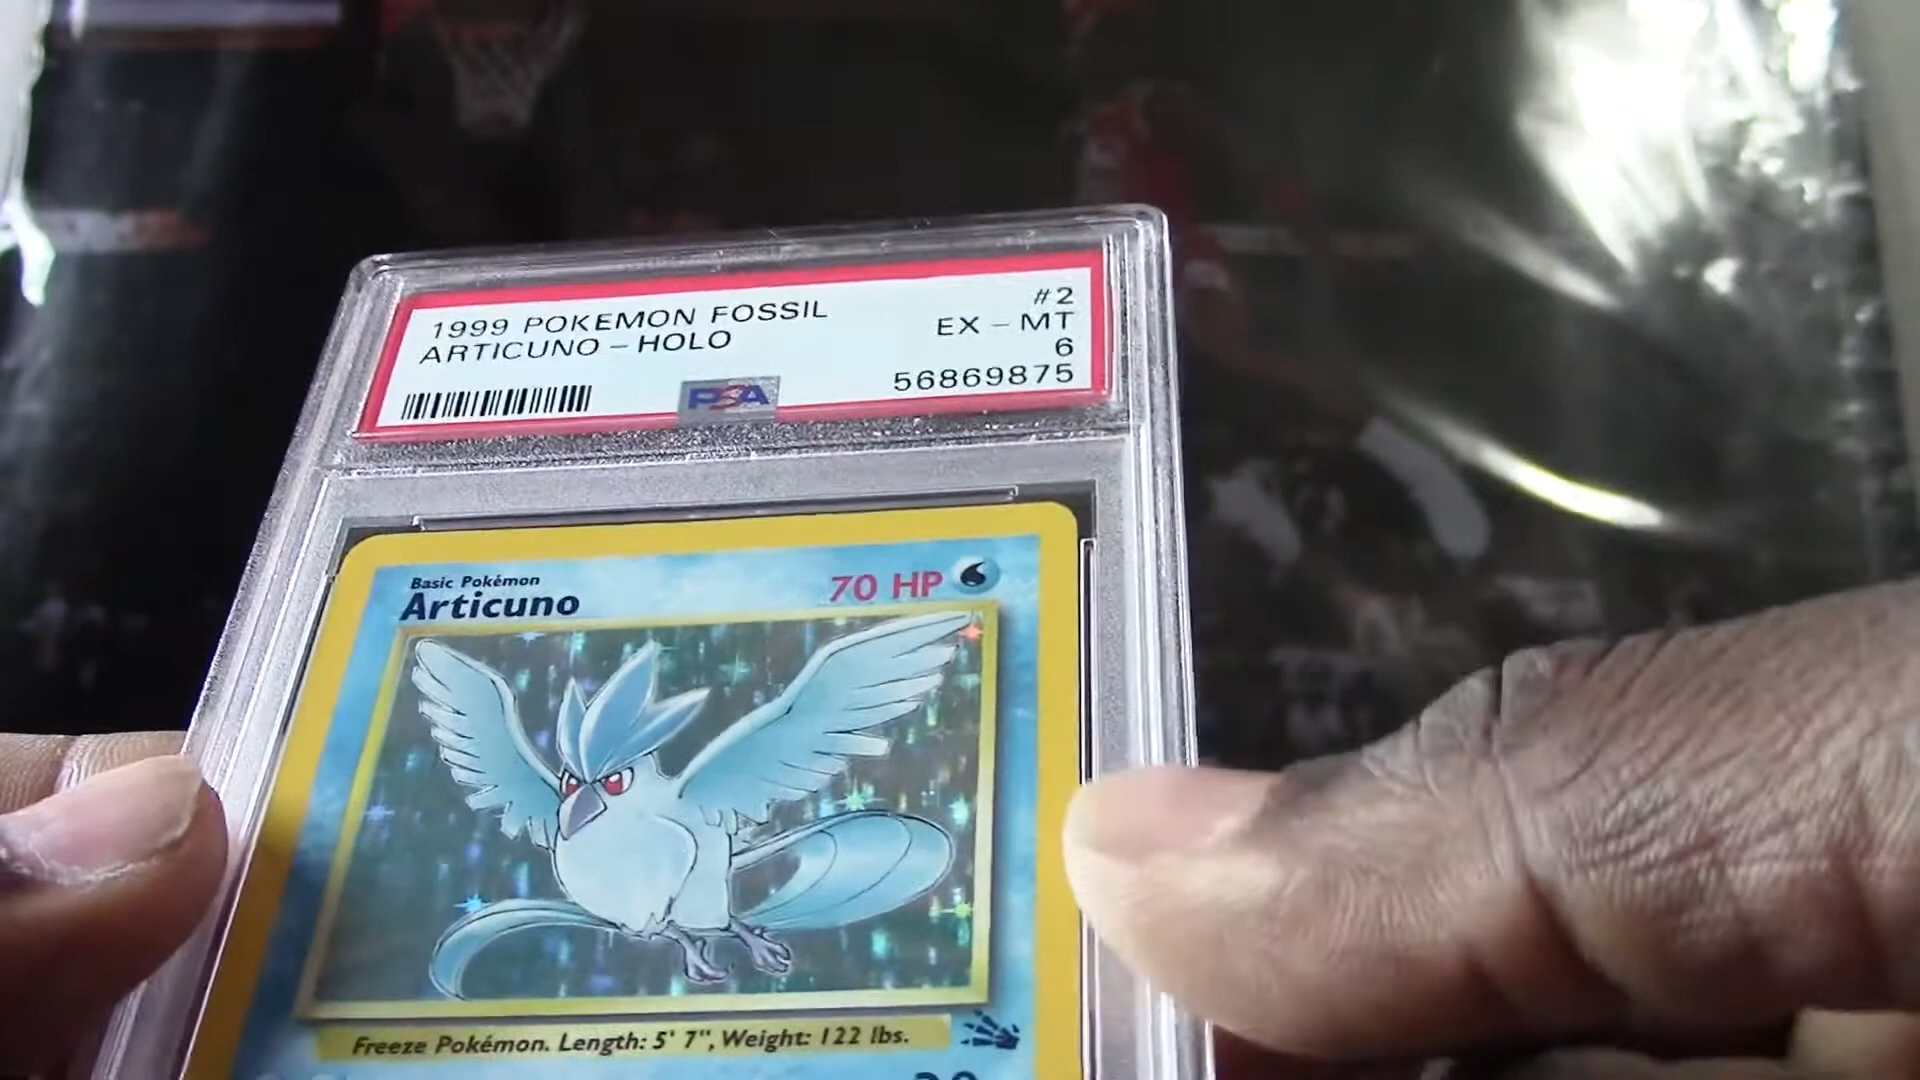 1999 POKEMON FOSSIL #2
ARTICUNO - HOLO EX - MT
6
56869875
PSA
Basic Pokémon
Articuno 70 HP
Freeze Pokémon. Length: 5' 7", Weight: 122 lbs.